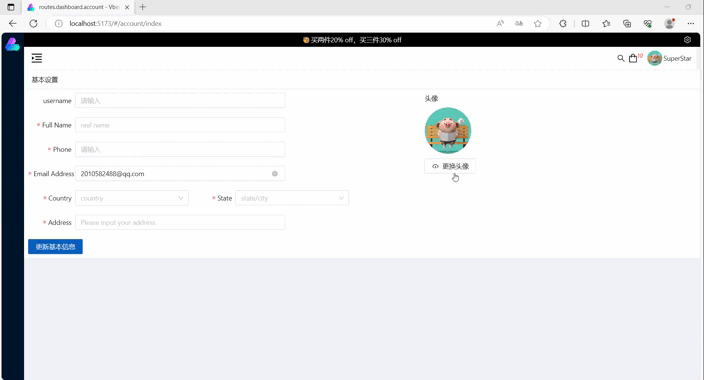 routes.dashboard.account - Vb
localhost:5173/#/account/index
买两件20% off，买三件30% off
10
SuperStar
基本设置
username 请输入
头像
* Full Name real name
* Phone 请输入
更换头像
* Email Address 2010582488@qq.com
* Country country
* State state/city
* Address Please input your address.
更新基本信息